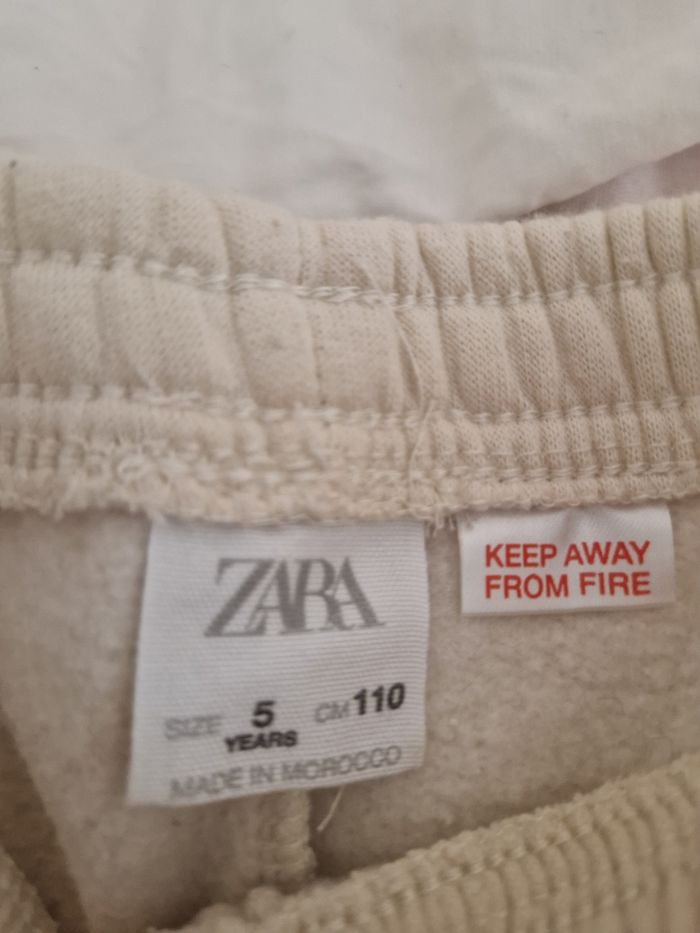 ZARA
SIZE 5 YEARS CM 110
MADE IN MOROCCO
KEEP AWAY
FROM FIRE